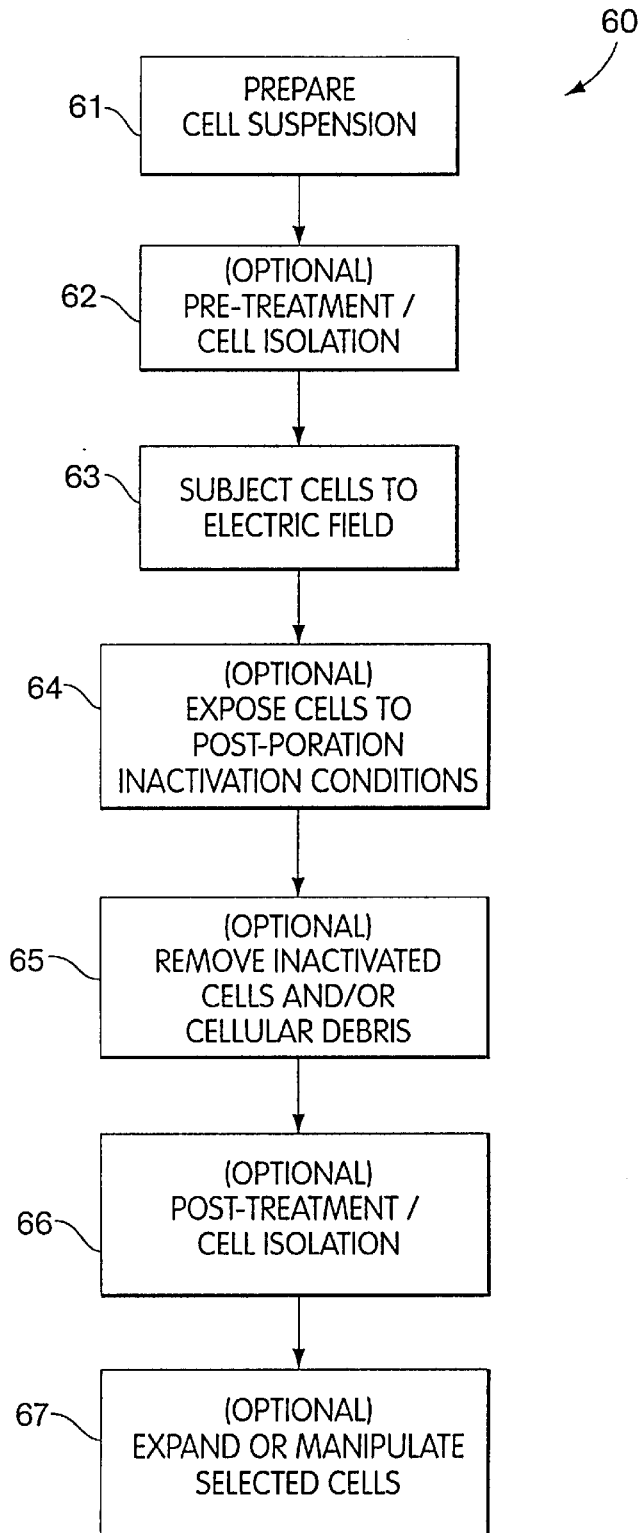 60
61
PREPARE
CELL SUSPENSION
62
(OPTIONAL)
PRE-TREATMENT /
CELL ISOLATION
63
SUBJECT CELLS TO
ELECTRIC FIELD
64
(OPTIONAL)
EXPOSE CELLS TO
POST-PORATION
INACTIVATION CONDITIONS
65
(OPTIONAL)
REMOVE INACTIVATED
CELLS AND/OR
CELLULAR DEBRIS
66
(OPTIONAL)
POST-TREATMENT /
CELL ISOLATION
67
(OPTIONAL)
EXPAND OR MANIPULATE
SELECTED CELLS